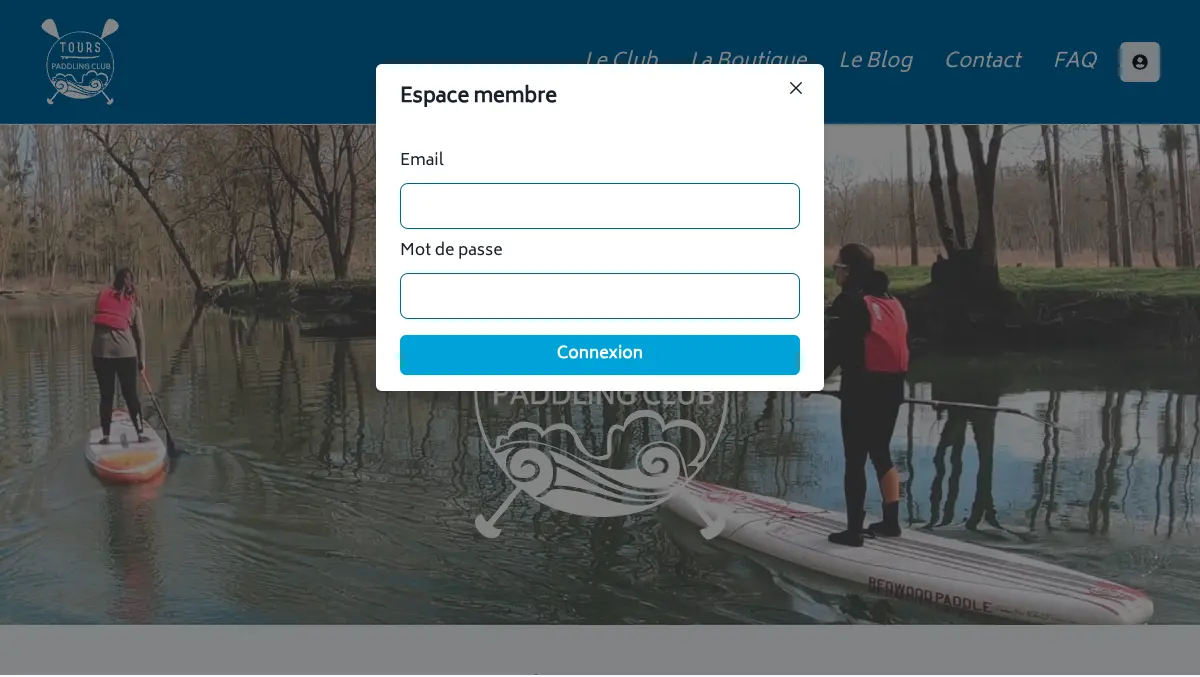 TOURS
PADDLING CLUB
Le Club
La Boutique
Le Blog
Contact
FAQ
Espace membre
Email
Mot de passe
Connexion
PADDLING CLUB
REDWOOD PADDLE